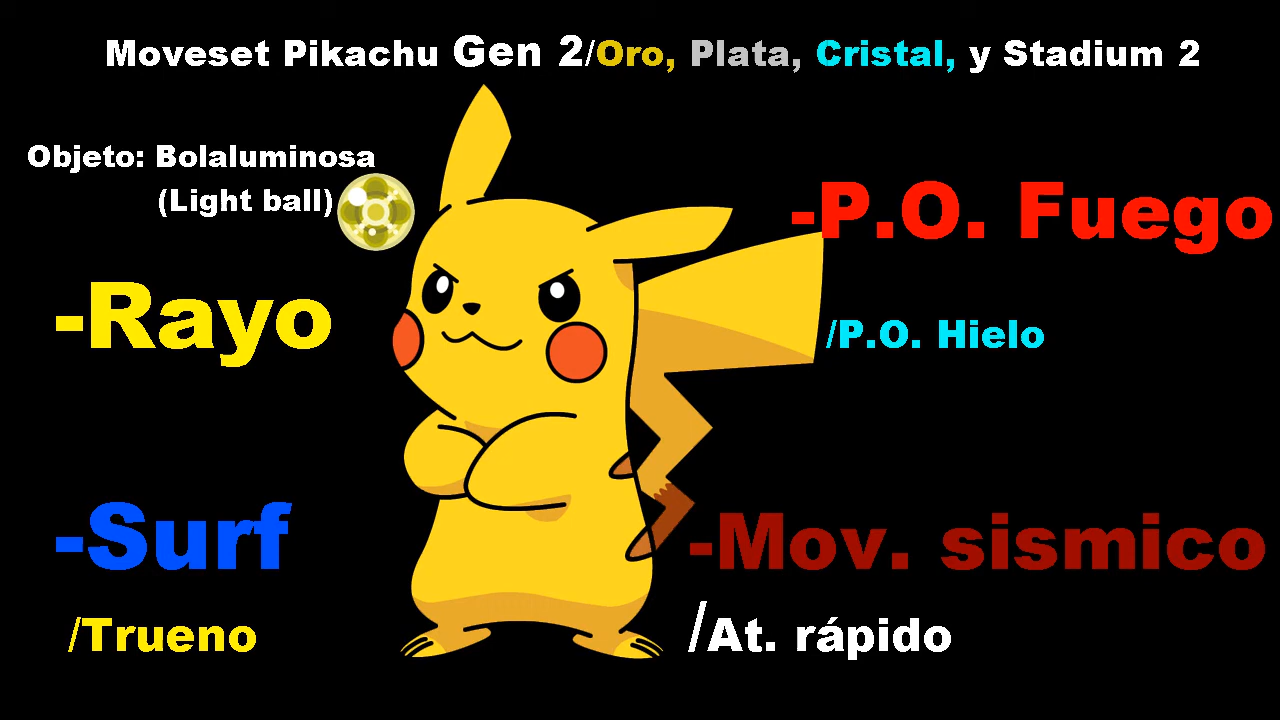 Moveset Pikachu Gen 2/Oro, Plata, Cristal, y Stadium 2
Objeto: Bolaluminosa
(Light ball)
-P.O. Fuego
-Rayo
/P.O. Hielo
-Surf
-Mov. sismico
/Trueno
/At. rápido